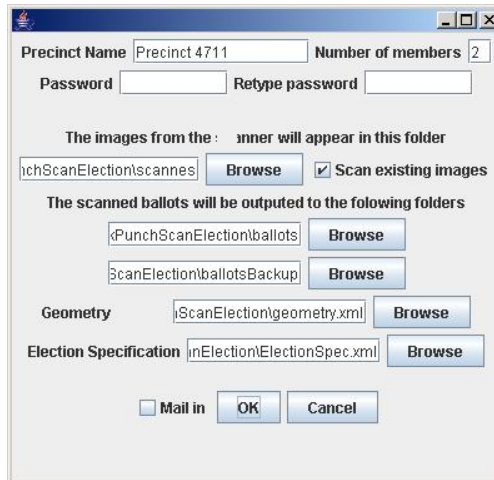 Precinct Name Precinct 4711 Number of members 2
Password Retype password
The images from the s anner will appear in this folder
nchScanElection\scannes Browse Scan existing images
The scanned ballots will be outputed to the folowing folders
PunchScanElection\ballots Browse
ScanElection\ballotsBackup Browse
Geometry ScanElection\geometry.xml Browse
Election Specification nElection\ElectionSpec.xml Browse
Mail in OK Cancel